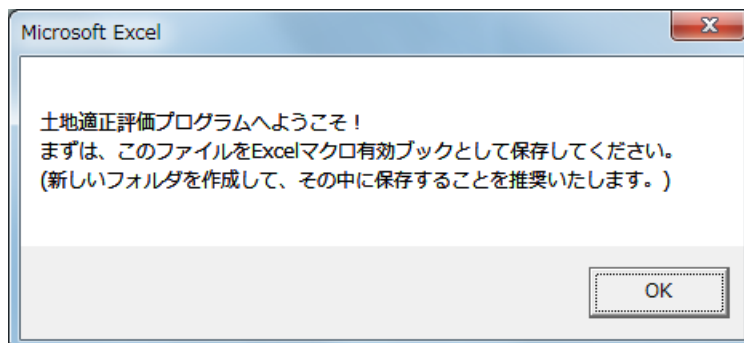 Microsoft Excel
土地適正評価プログラムへようこそ！
まずは、このファイルをExcelマクロ有効ブックとして保存してください。
(新しいフォルダを作成して、その中に保存することを推奨いたします。)
OK